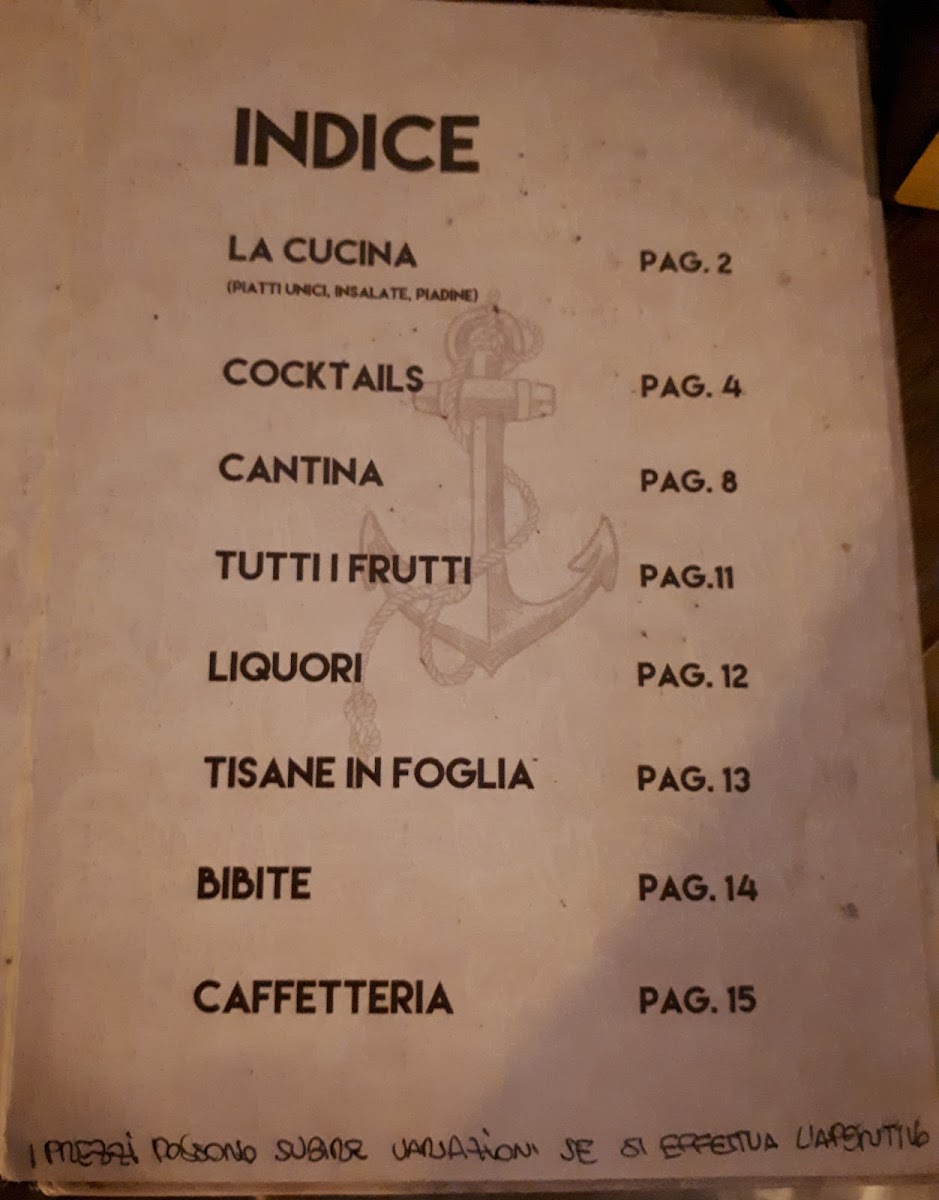 INDICE
LA CUCINA PAG. 2
(PIATTI UNICI, INSALATE, PIADINE)
COCKTAILS PAG. 4
CANTINA PAG. 8
TUTTI I FRUTTI PAG.11
LIQUORI PAG. 12
TISANE IN FOGLIA PAG. 13
BIBITE PAG. 14
CAFFETTERIA PAG. 15
I PREZZI POSSONO SUBIRE VARIAZIONI SE SI EFFETTUA L'APERITIVO